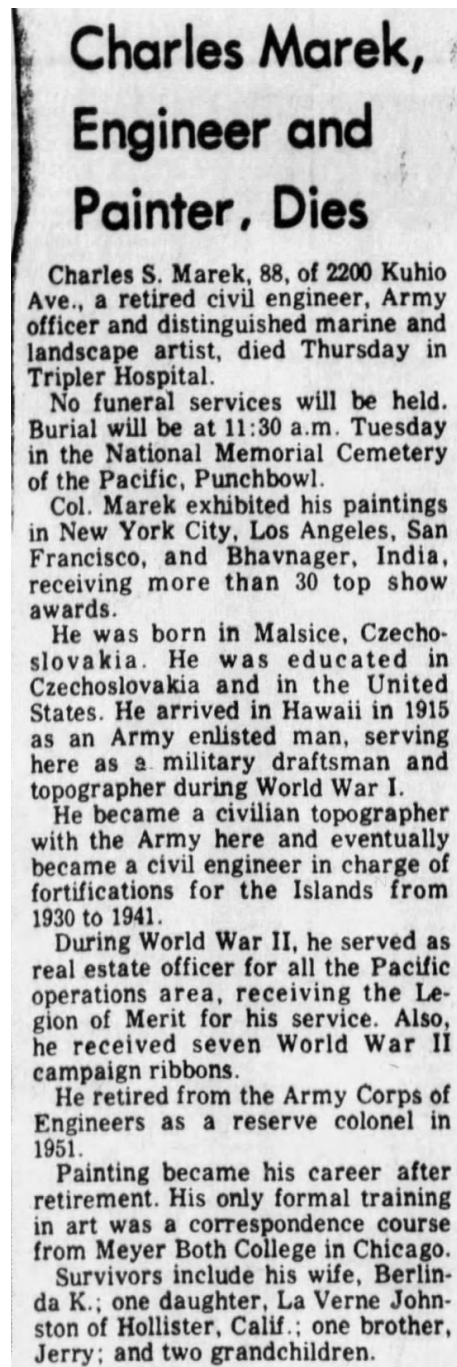 Charles Marek,
Engineer and
Painter, Dies
Charles S. Marek, 88, of 2200 Kuhio
Ave., a retired civil engineer, Army
officer and distinguished marine and
landscape artist, died Thursday in
Tripler Hospital.
No funeral services will be held.
Burial will be at 11:30 a.m. Tuesday
in the National Memorial Cemetery
of the Pacific, Punchbowl.
Col. Marek exhibited his paintings
in New York City, Los Angeles, San
Francisco, and Bhavnager, India,
receiving more than 30 top show
awards.
He was born in Malsice, Czecho-
slovakia. He was educated in
Czechoslovakia and in the United
States. He arrived in Hawaii in 1915
as an Army enlisted man, serving
here as a military draftsman and
topographer during World War I.
He became a civilian topographer
with the Army here and eventually
became a civil engineer in charge of
fortifications for the Islands from
1930 to 1941.
During World War II, he served as
real estate officer for all the Pacific
operations area, receiving the Le-
gion of Merit for his service. Also,
he received seven World War II
campaign ribbons.
He retired from the Army Corps of
Engineers as a reserve colonel in
1951.
Painting became his career after
retirement. His only formal training
in art was a correspondence course
from Meyer Both College in Chicago.
Survivors include his wife, Berlin-
da K.; one daughter, La Verne John-
ston of Hollister, Calif.; one brother,
Jerry; and two grandchildren.